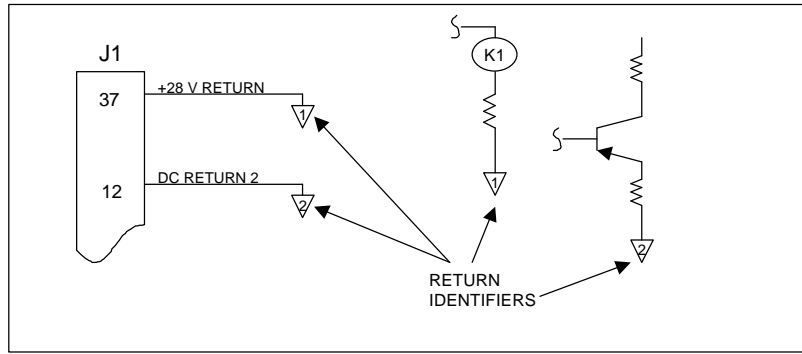 J1
37
+28 V RETURN
1
12
DC RETURN 2
2
K1
1
2
RETURN
IDENTIFIERS